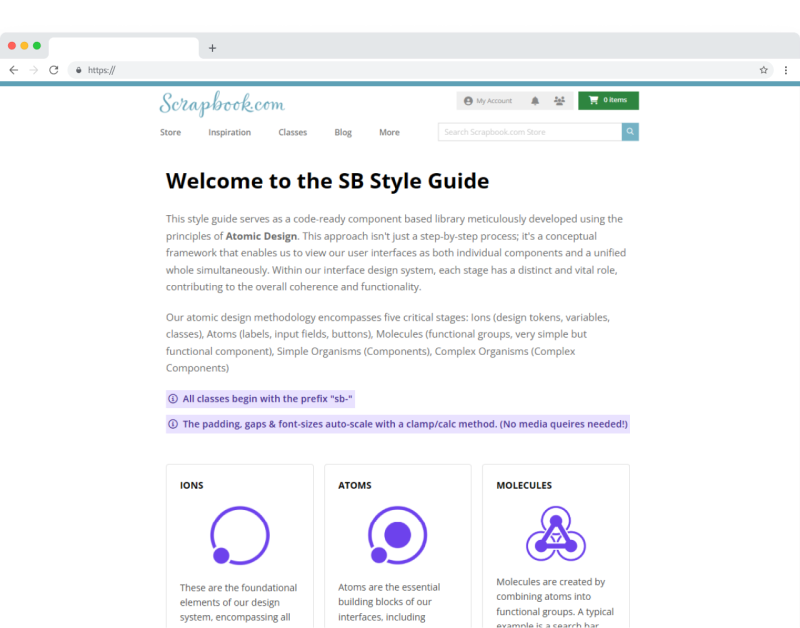 https://
Scrapbook.com
My Account
0 Items
Store Inspiration Classes Blog More
Search Scrapbook.com Store
Welcome to the SB Style Guide
This style guide serves as a code-ready component based library meticulously developed using the
principles of Atomic Design. This approach isn't just a step-by-step process; it's a conceptual
framework that enables us to view our user interfaces as both individual components and a unified
whole simultaneously. Within our interface design system, each stage has a distinct and vital role,
contributing to the overall coherence and functionality.
Our atomic design methodology encompasses five critical stages: Ions (design tokens, variables,
classes), Atoms (labels, input fields, buttons), Molecules (functional groups, very simple but
functional component), Simple Organisms (Components), Complex Organisms (Complex
Components)
All classes begin with the prefix "sb-"
The padding, gaps & font-sizes auto-scale with a clamp/calc method. (No media queires needed!)
IONS
These are the foundational
elements of our design
system, encompassing all
ATOMS
Atoms are the essential
building blocks of our
interfaces, including
MOLECULES
Molecules are created by
combining atoms into
functional groups. A typical
example is a search bar,